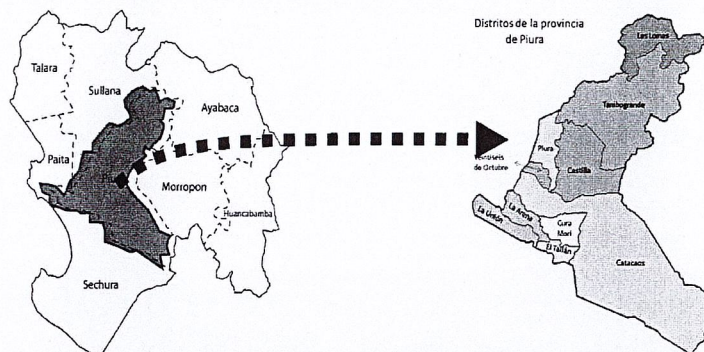 Distritos de la provincia
de Piura
Talara
Sullana
Ayabaca
Paita
Morropon
Huancabamba
Sechura
Las Lomas
Tambogrande
Piura
Veintiseis
de Octubre
Castilla
La Arena
La Unión
Cura
Mori
El Tallán
Catacaos